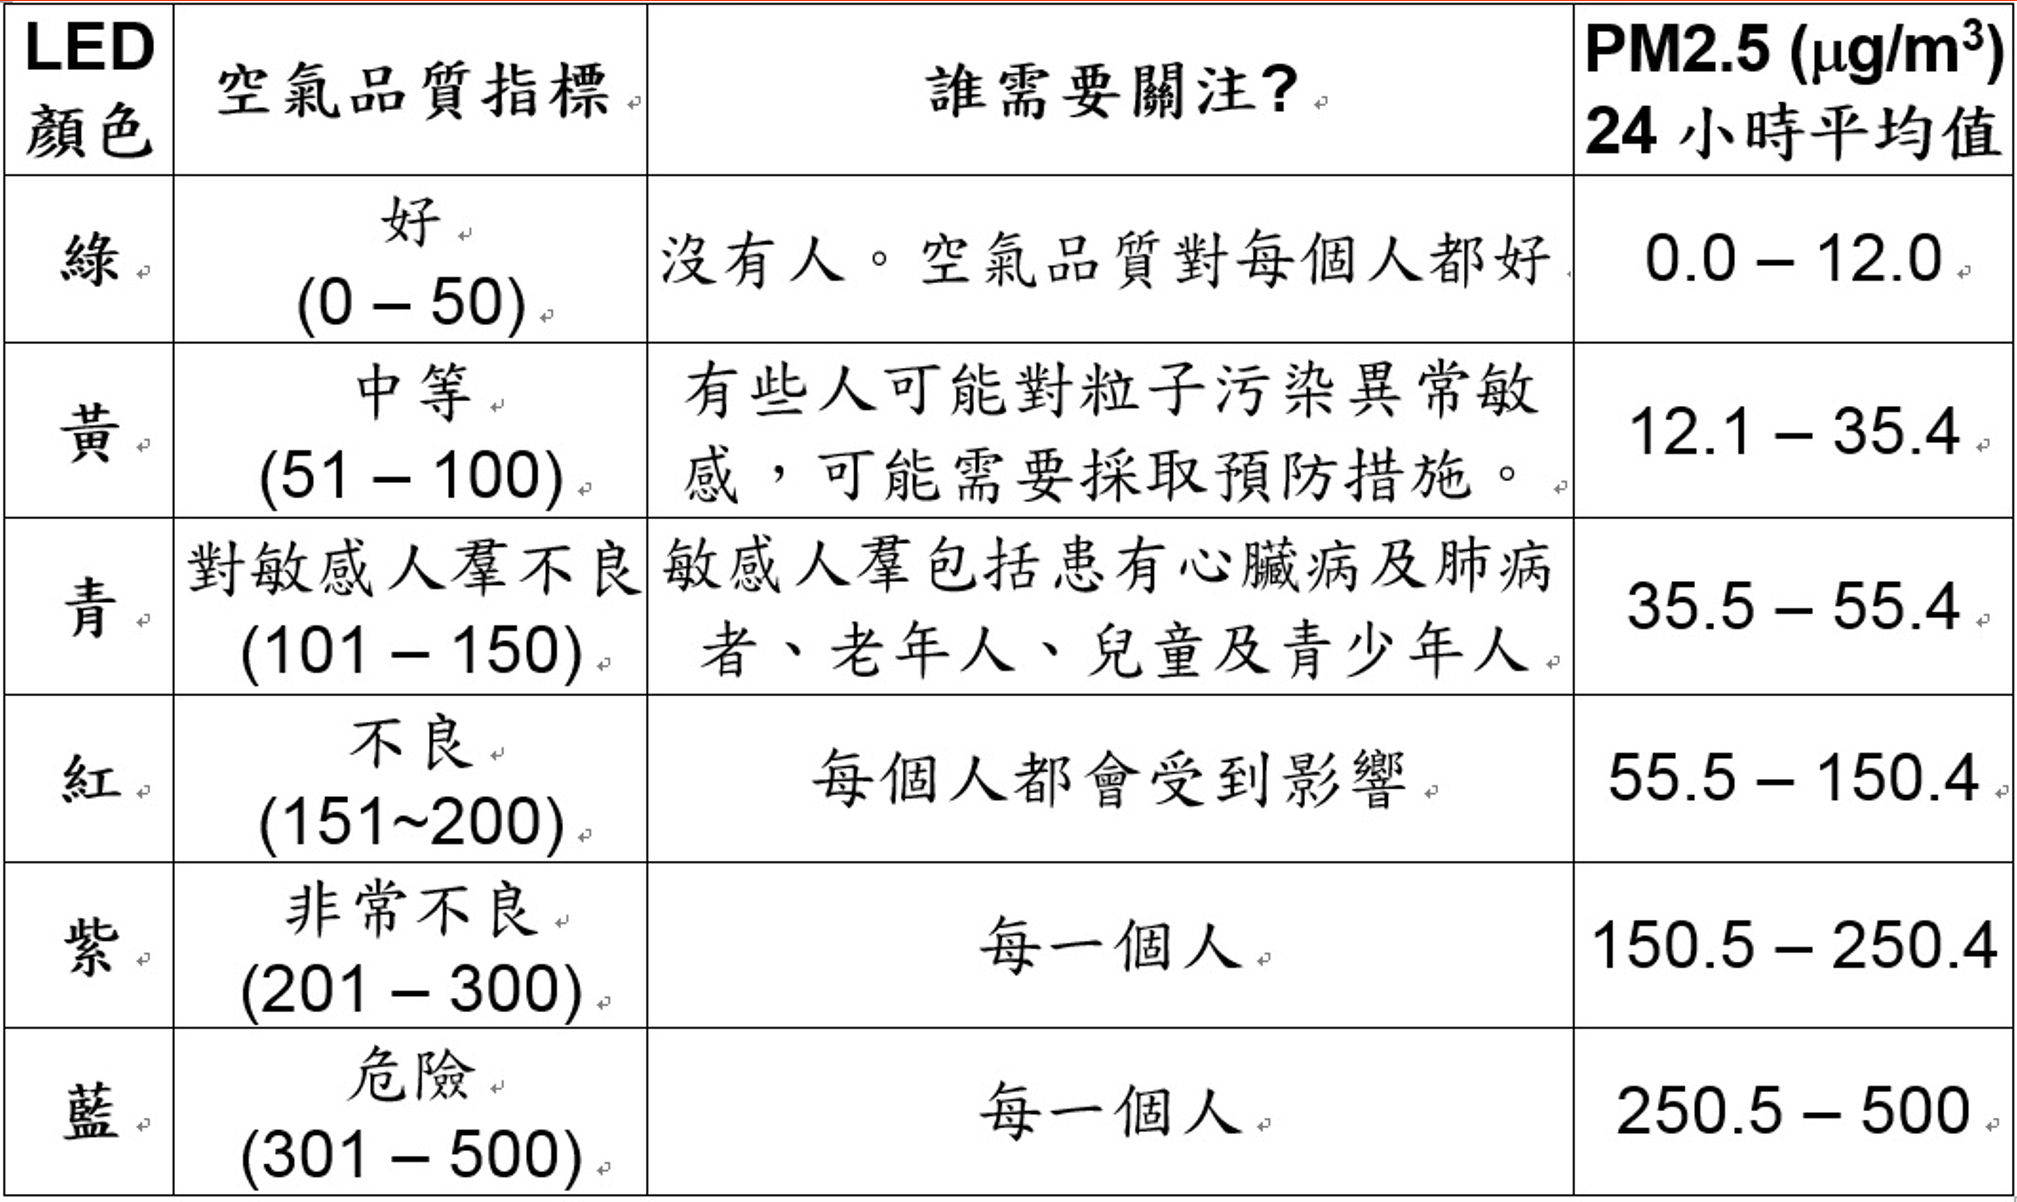 LED
顏色
空氣品質指標
誰需要關注?
PM2.5 (μg/m³)
24 小時平均值
綠
好
(0 – 50)
沒有人。空氣品質對每個人都好
0.0 – 12.0
黃
中等
(51 – 100)
有些人可能對粒子污染異常敏
感，可能需要採取預防措施。
12.1 – 35.4
青
對敏感人羣不良
(101 – 150)
敏感人羣包括患有心臟病及肺病
者、老年人、兒童及青少年人
35.5 – 55.4
紅
不良
(151~200)
每個人都會受到影響
55.5 – 150.4
紫
非常不良
(201 – 300)
每一個人
150.5 – 250.4
藍
危險
(301 – 500)
每一個人
250.5 – 500